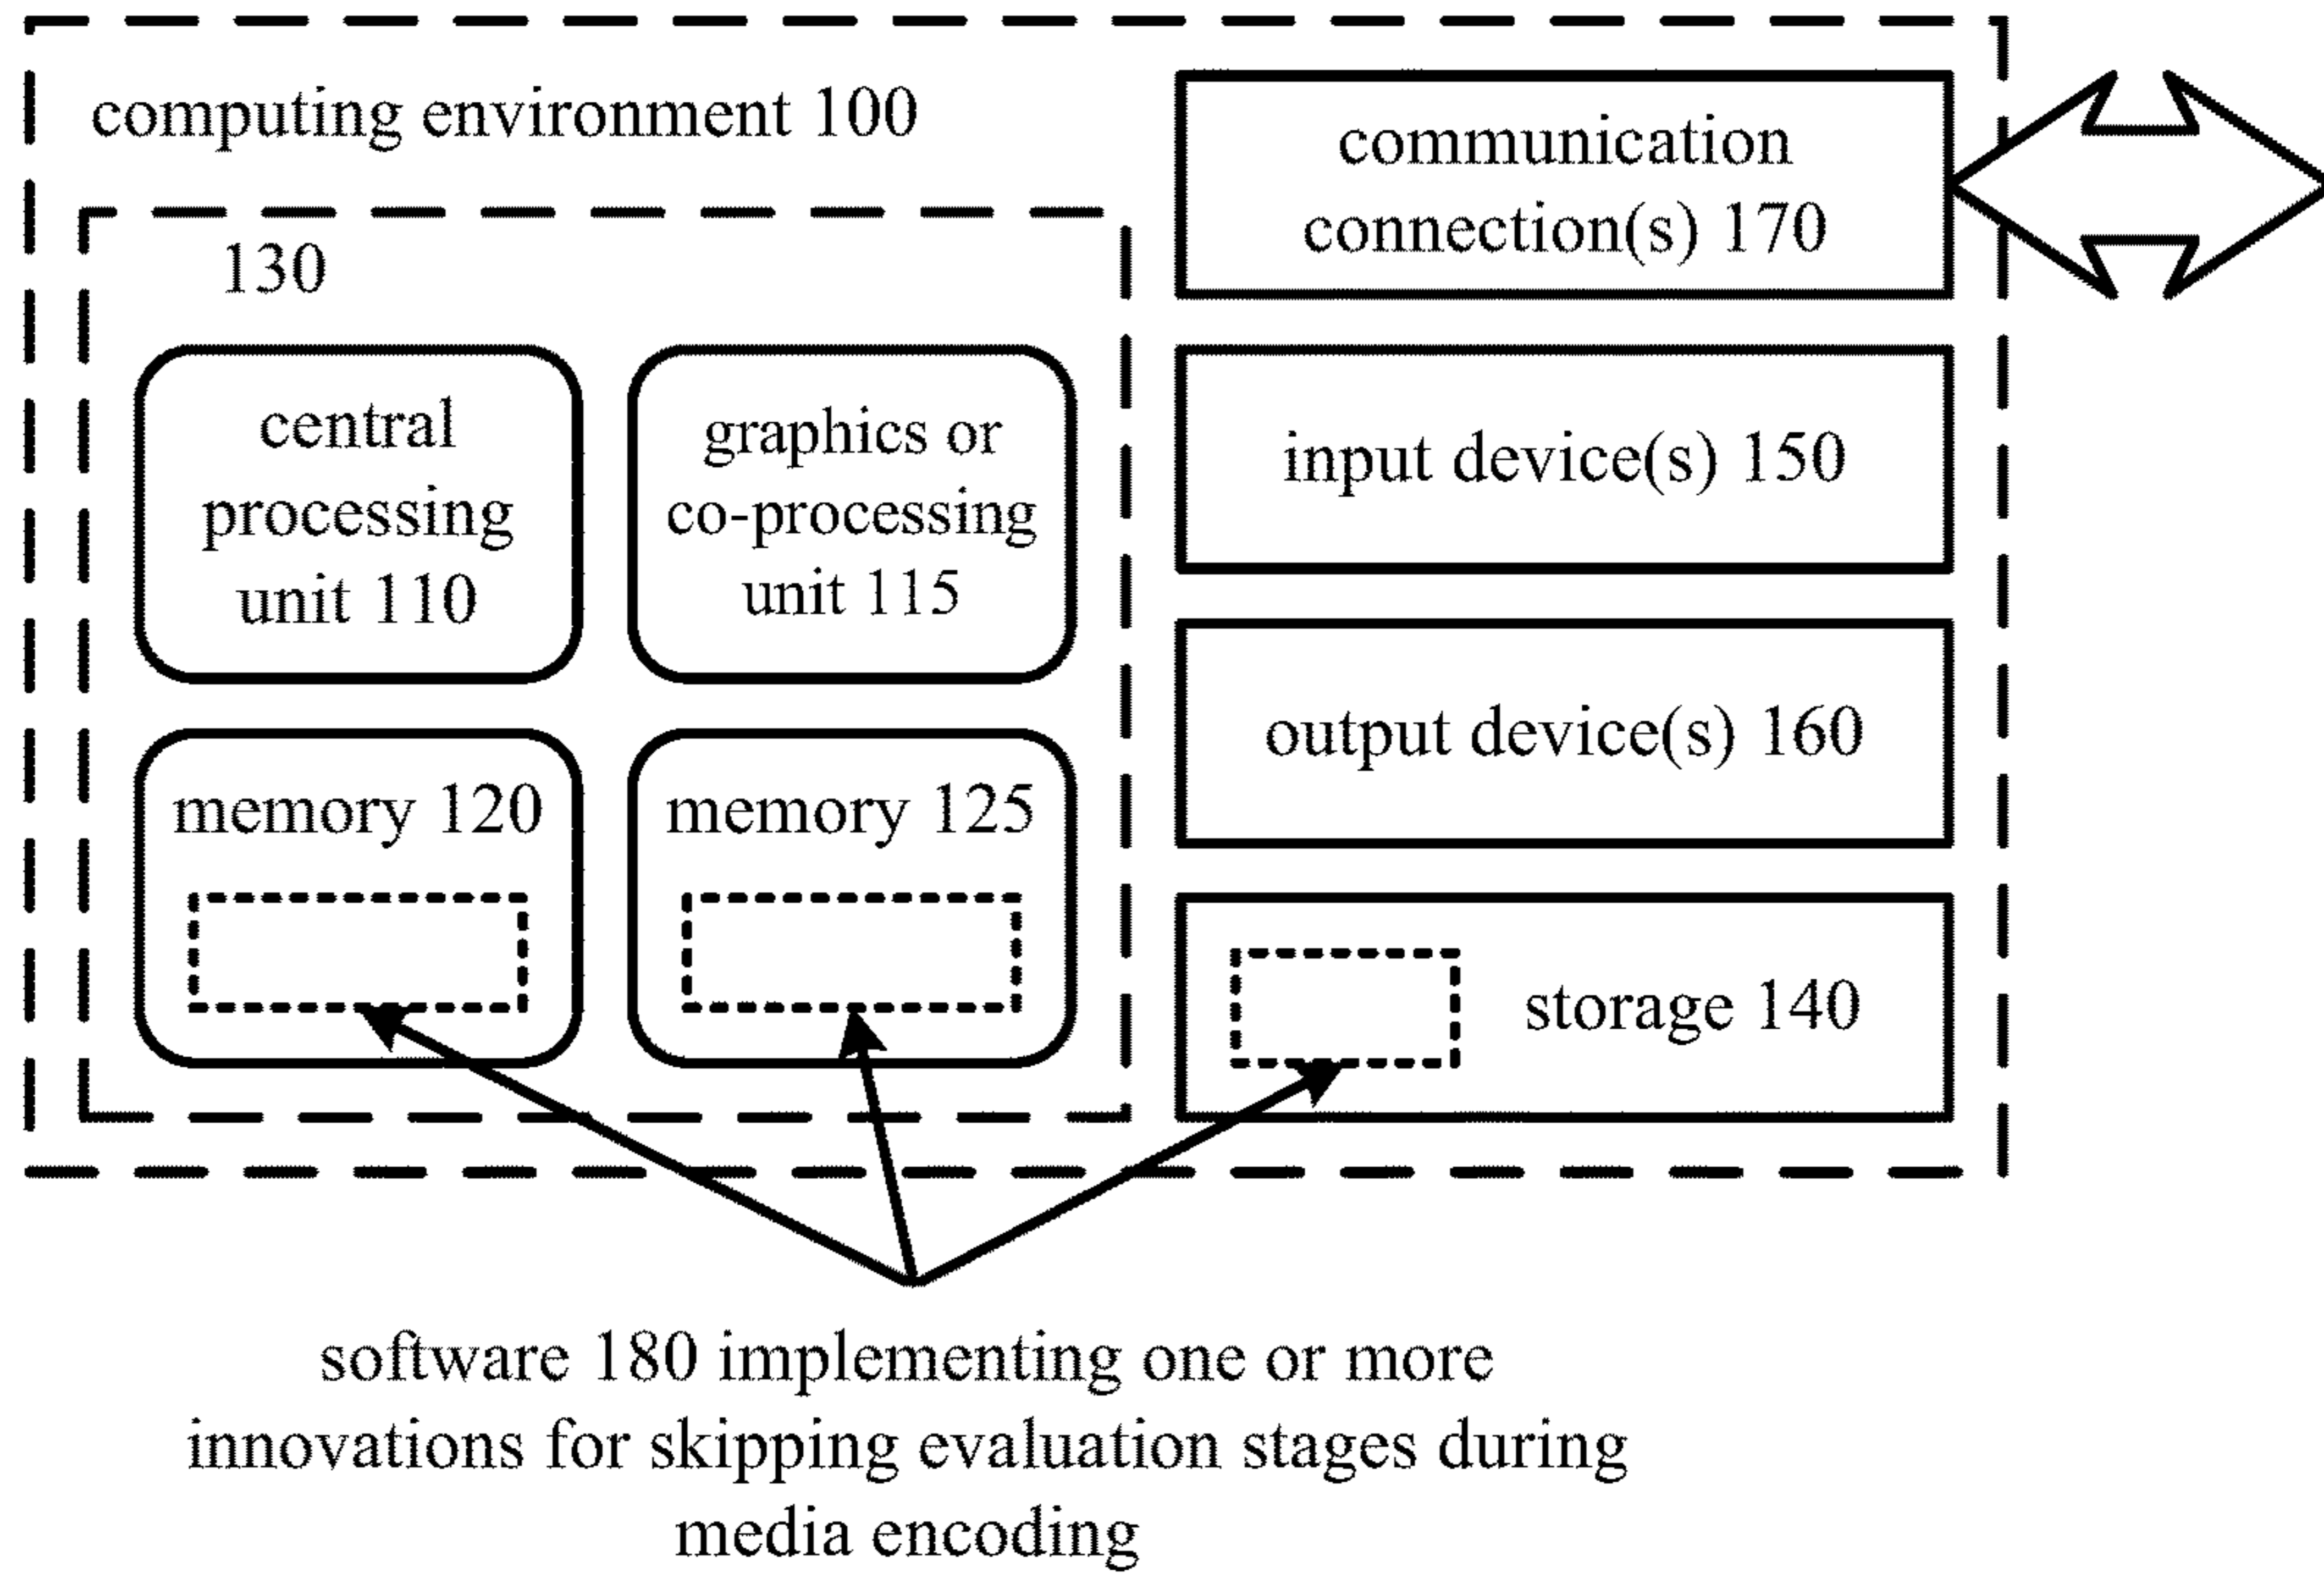 computing environment 100
130
central
processing
unit 110
graphics or
co-processing
unit 115
memory 120
memory 125
communication
connection(s) 170
input device(s) 150
output device(s) 160
storage 140
software 180 implementing one or more
innovations for skipping evaluation stages during
media encoding